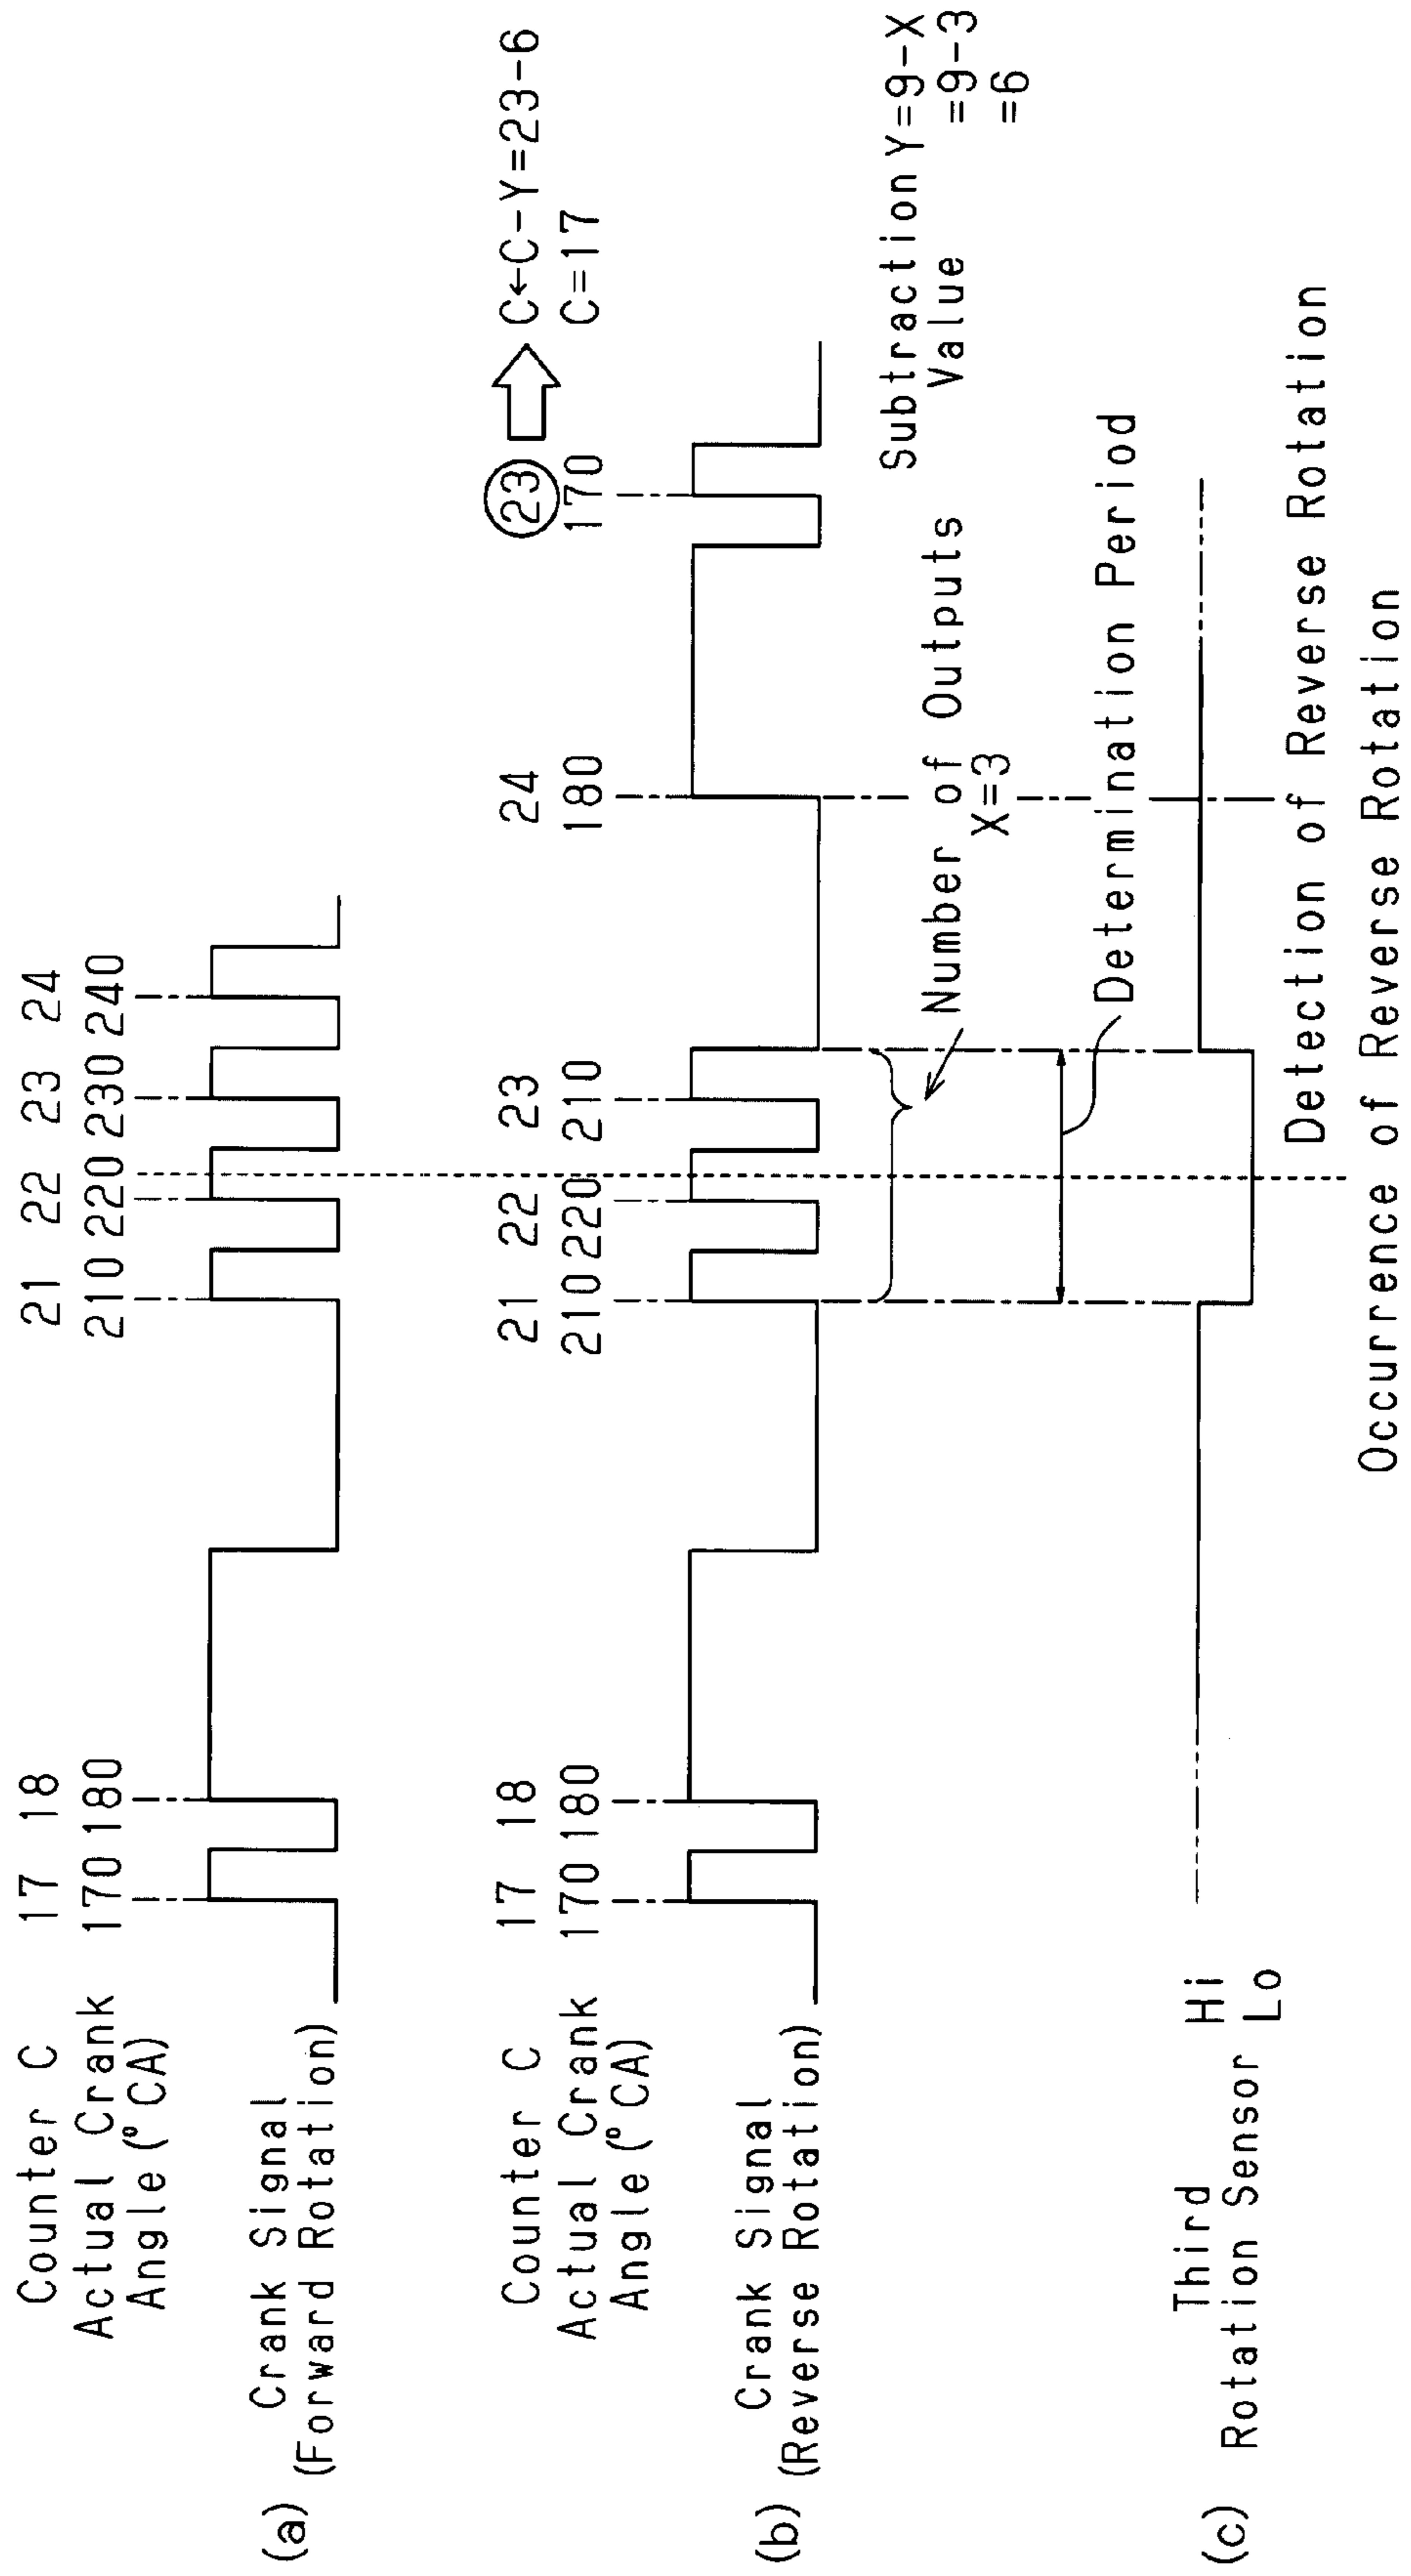 Counter C 17 18 21 22 23 24
Actual Crank
Angle (°CA) 170 180 210 220 230 240
(a) Crank Signal
(Forward Rotation)
Counter C 17 18 21 22 23 24 23 C←C-Y=23-6
C=17
Actual Crank
Angle (°CA) 170 180 210 220 210 180 170
(b) Crank Signal
(Reverse Rotation)
Subtraction Y=9-X
Value =9-3
=6
Number of Outputs
X=3
Determination Period
(c) Third
Rotation Sensor
Hi
Lo
Detection of Reverse Rotation
Occurrence of Reverse Rotation